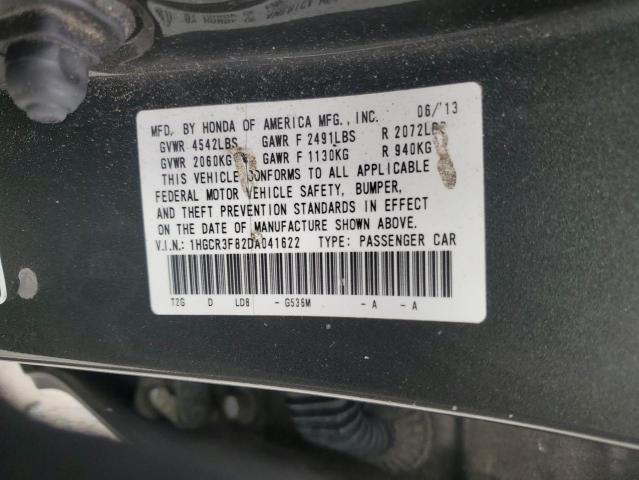 MFD. BY HONDA OF AMERICA MFG., INC. 06/'13
GVWR 4542LBS GAWR F 2491LBS R 2072LBS
GVWR 2060KG GAWR F 1130KG R 940KG
THIS VEHICLE CONFORMS TO ALL APPLICABLE
FEDERAL MOTOR VEHICLE SAFETY, BUMPER,
AND THEFT PREVENTION STANDARDS IN EFFECT
ON THE DATE OF MANUFACTURE SHOWN ABOVE.
V.I.N.: 1HGCR3F82DA041622 TYPE: PASSENGER CAR
T2G D LD8 - G536M - A - A